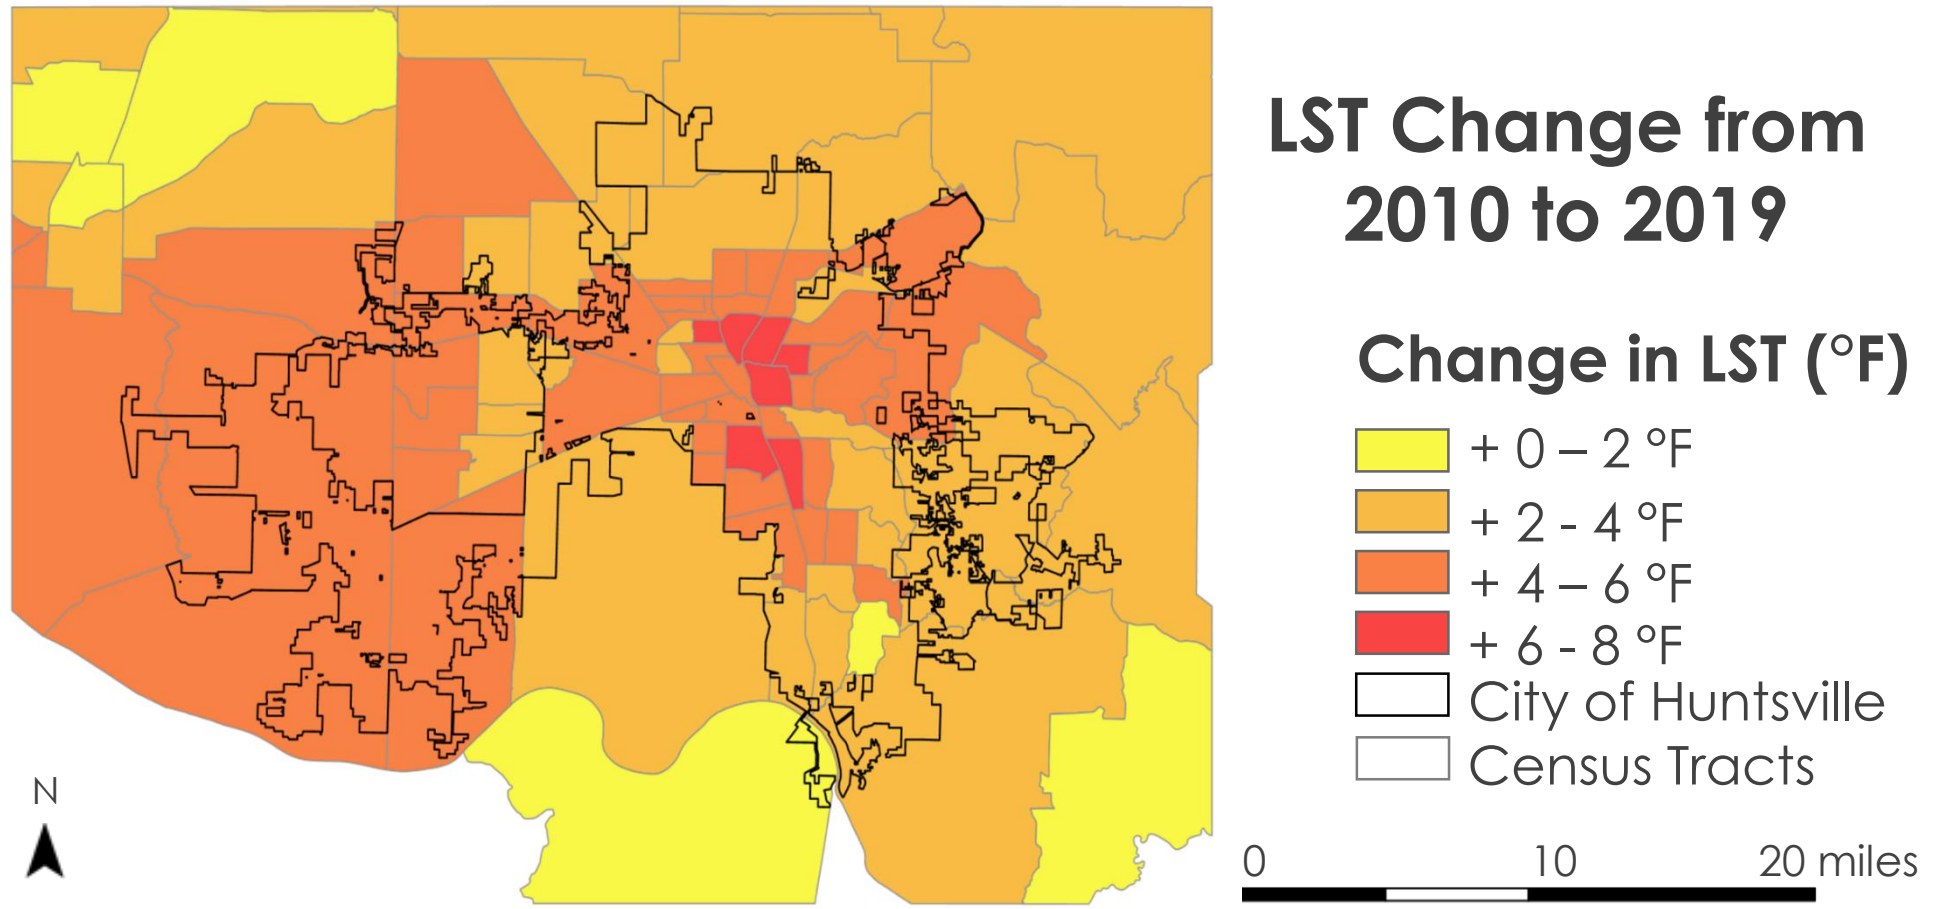 LST Change from
2010 to 2019
Change in LST (°F)
+ 0 – 2 °F
+ 2 - 4 °F
+ 4 – 6 °F
+ 6 - 8 °F
City of Huntsville
Census Tracts
N
0 10 20 miles